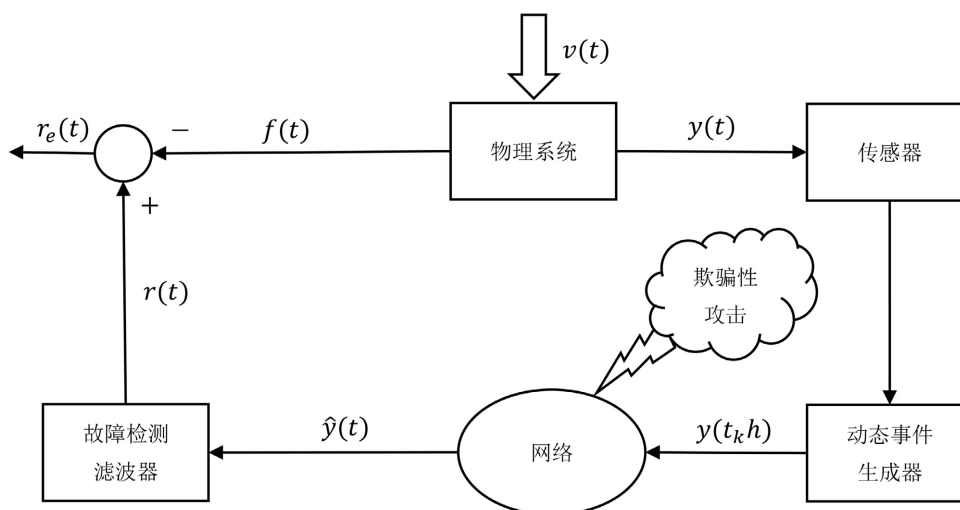 v(t)
r_e(t)
−
f(t)
物理系统
y(t)
传感器
+
欺骗性
攻击
r(t)
故障检测
滤波器
ŷ(t)
网络
y(t_k h)
动态事件
生成器